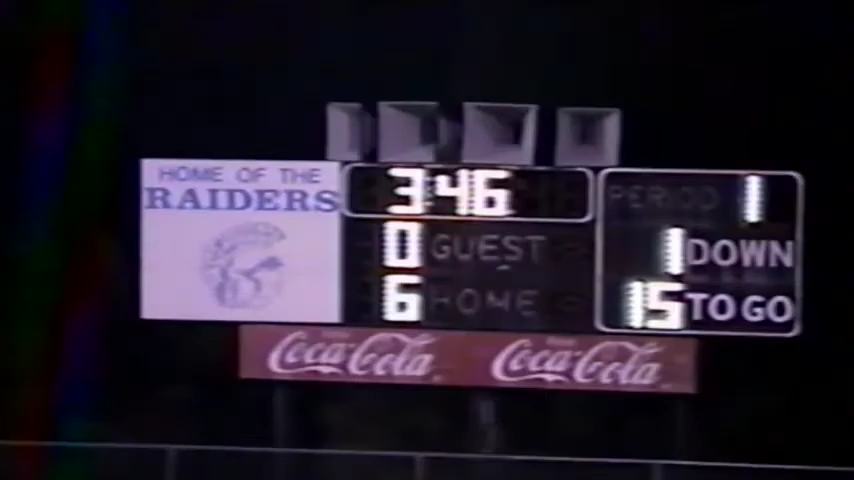 HOME OF THE
RAIDERS
3:46
PERIOD 1
0 GUEST
1 DOWN
6 HOME
15 TO GO
Coca-Cola Coca-Cola